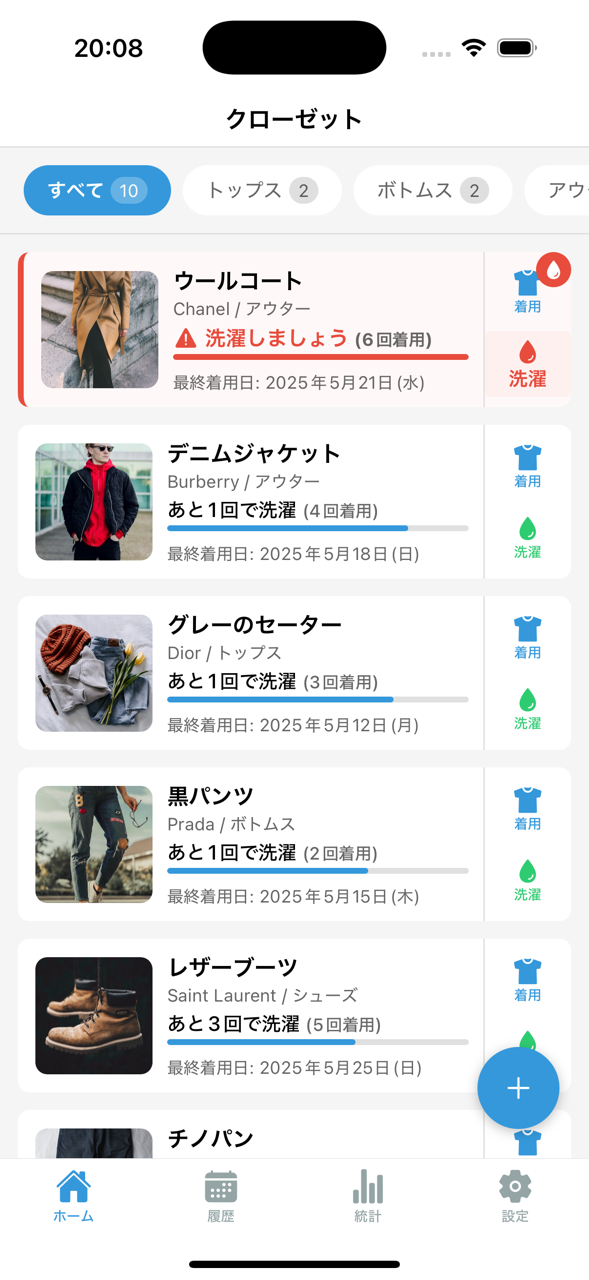 20:08
クローゼット
すべて 10
トップス 2
ボトムス 2
アウ
ウールコート
Chanel / アウター
洗濯しましょう (6回着用)
最終着用日: 2025年5月21日(水)
着用
洗濯
デニムジャケット
Burberry / アウター
あと1回で洗濯 (4回着用)
最終着用日: 2025年5月18日(日)
着用
洗濯
グレーのセーター
Dior / トップス
あと1回で洗濯 (3回着用)
最終着用日: 2025年5月12日(月)
着用
洗濯
黒パンツ
Prada / ボトムス
あと1回で洗濯 (2回着用)
最終着用日: 2025年5月15日(木)
着用
洗濯
レザーブーツ
Saint Laurent / シューズ
あと3回で洗濯 (5回着用)
最終着用日: 2025年5月25日(日)
着用
チノパン
ホーム
履歴
統計
設定